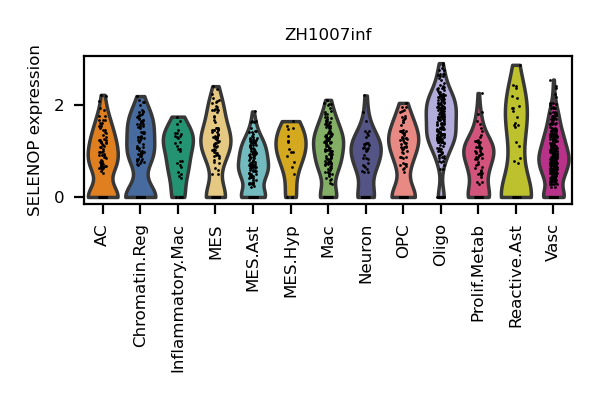 ZH1007inf
SELENOP expression
2
0
AC
Chromatin.Reg
Inflammatory.Mac
MES
MES.Ast
MES.Hyp
Mac
Neuron
OPC
Oligo
Prolif.Metab
Reactive.Ast
Vasc